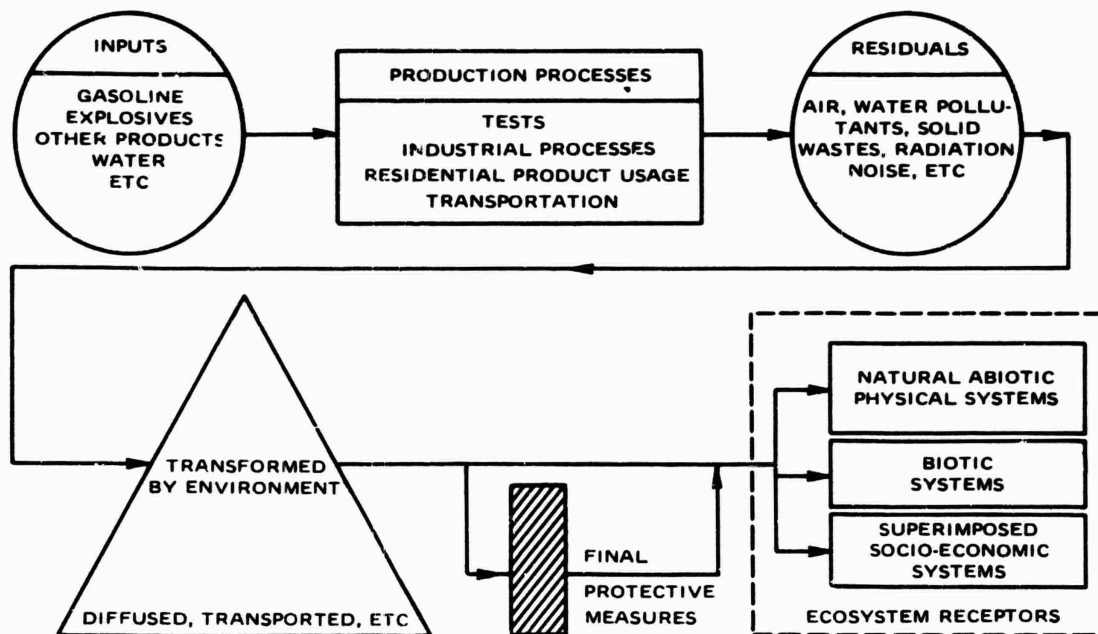 INPUTS
GASOLINE
EXPLOSIVES
OTHER PRODUCTS
WATER
ETC
PRODUCTION PROCESSES
TESTS
INDUSTRIAL PROCESSES
RESIDENTIAL PRODUCT USAGE
TRANSPORTATION
RESIDUALS
AIR, WATER POLLU-
TANTS, SOLID
WASTES, RADIATION
NOISE, ETC
TRANSFORMED
BY ENVIRONMENT
DIFFUSED, TRANSPORTED, ETC
FINAL
PROTECTIVE
MEASURES
NATURAL ABIOTIC
PHYSICAL SYSTEMS
BIOTIC
SYSTEMS
SUPERIMPOSED
SOCIO-ECONOMIC
SYSTEMS
ECOSYSTEM RECEPTORS